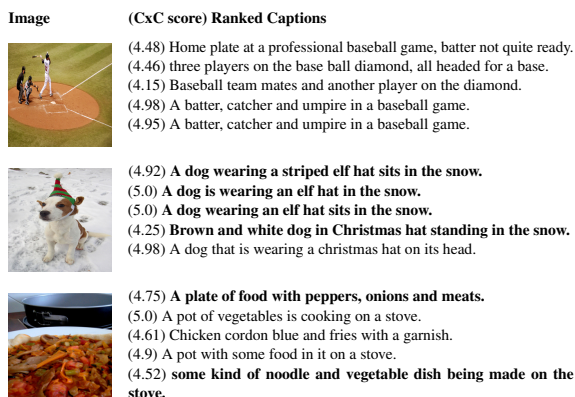 Image (CxC score) Ranked Captions
(4.48) Home plate at a professional baseball game, batter not quite ready.
(4.46) three players on the base ball diamond, all headed for a base.
(4.15) Baseball team mates and another player on the diamond.
(4.98) A batter, catcher and umpire in a baseball game.
(4.95) A batter, catcher and umpire in a baseball game.
(4.92) A dog wearing a striped elf hat sits in the snow.
(5.0) A dog is wearing an elf hat in the snow.
(5.0) A dog wearing an elf hat sits in the snow.
(4.25) Brown and white dog in Christmas hat standing in the snow.
(4.98) A dog that is wearing a christmas hat on its head.
(4.75) A plate of food with peppers, onions and meats.
(5.0) A pot of vegetables is cooking on a stove.
(4.61) Chicken cordon blue and fries with a garnish.
(4.9) A pot with some food in it on a stove.
(4.52) some kind of noodle and vegetable dish being made on the
stove.